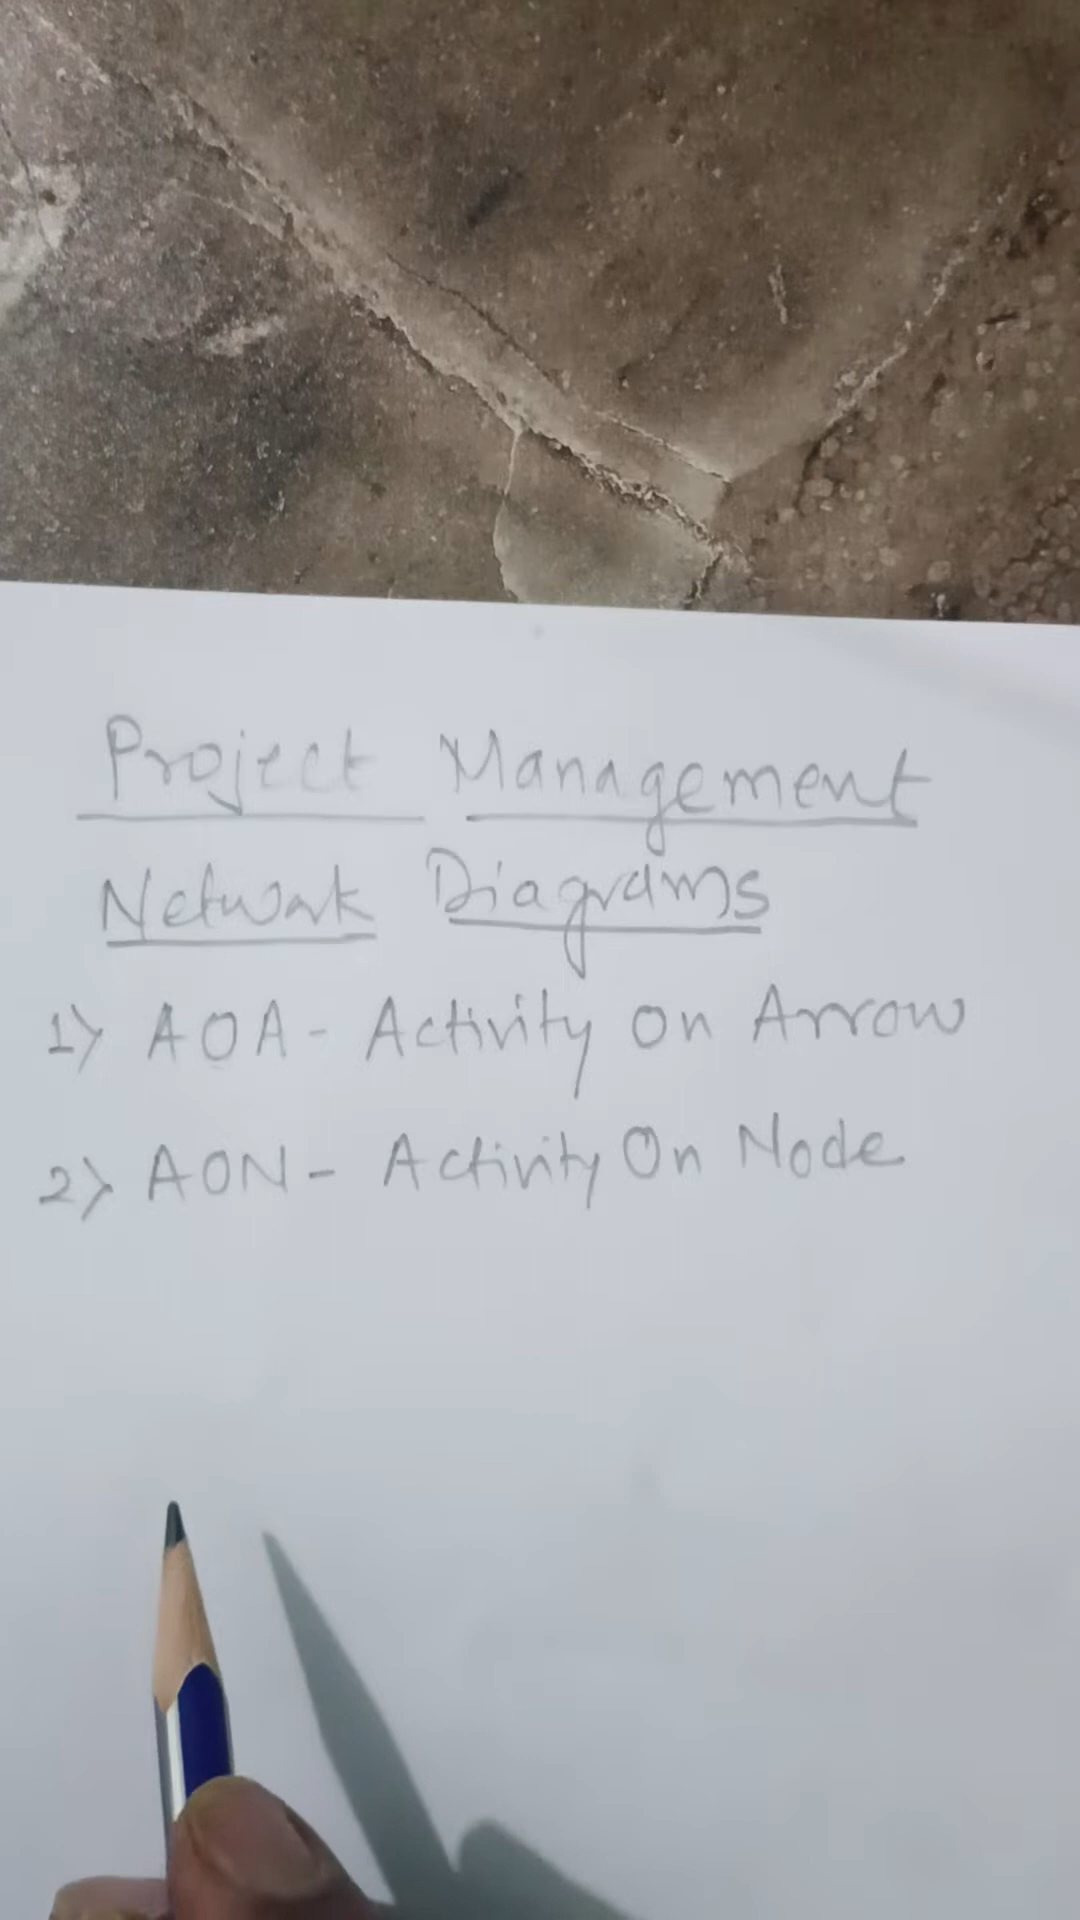 Project Management
Network Diagrams
1) AOA - Activity On Arrow
2) AON - Activity On Node